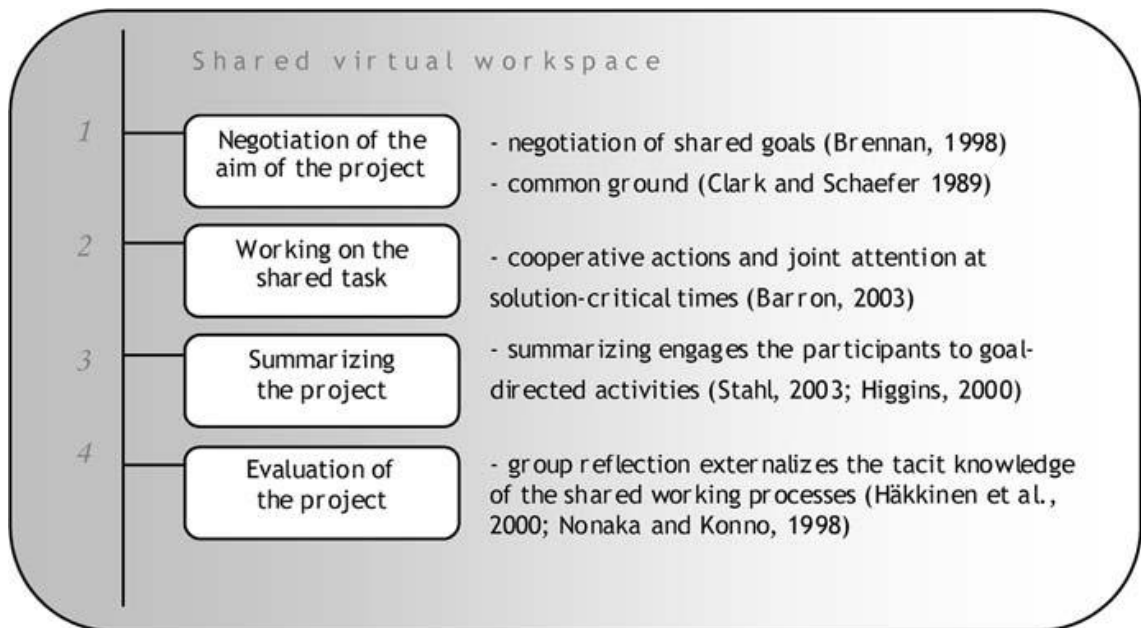 Shared virtual workspace
1
Negotiation of the
aim of the project
- negotiation of shared goals (Brennan, 1998)
- common ground (Clark and Schaefer 1989)
2
Working on the
shared task
- cooperative actions and joint attention at
solution-critical times (Barron, 2003)
3
Summarizing
the project
- summarizing engages the participants to goal-
directed activities (Stahl, 2003; Higgins, 2000)
4
Evaluation of
the project
- group reflection externalizes the tacit knowledge
of the shared working processes (Häkkinen et al.,
2000; Nonaka and Konno, 1998)